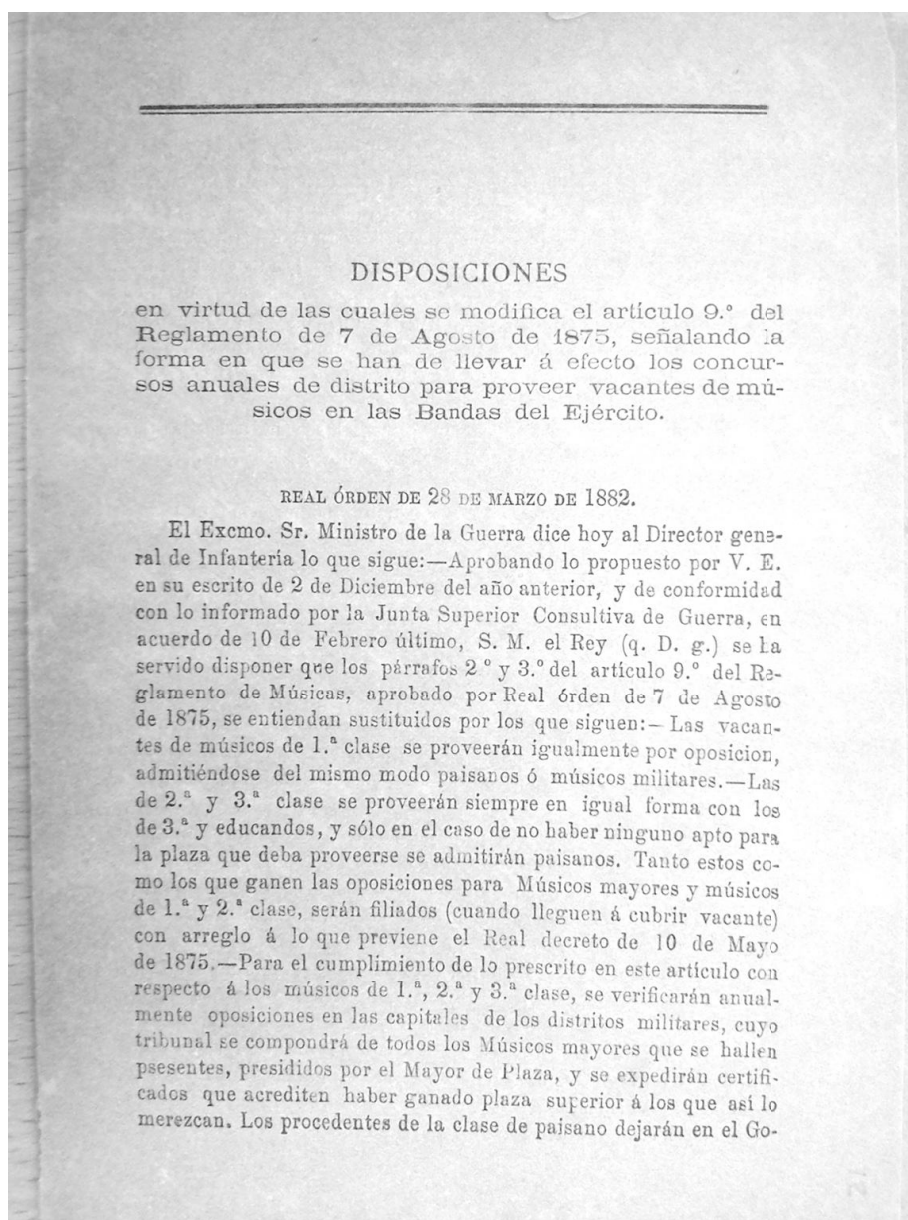 DISPOSICIONES
en virtud de las cuales se modifica el artículo 9.º del
Reglamento de 7 de Agosto de 1875, señalando la
forma en que se han de llevar á efecto los concur-
sos anuales de distrito para proveer vacantes de mú-
sicos en las Bandas del Ejército.
REAL ÓRDEN DE 28 DE MARZO DE 1882.
El Excmo. Sr. Ministro de la Guerra dice hoy al Director gene-
ral de Infantería lo que sigue:—Aprobando lo propuesto por V. E.
en su escrito de 2 de Diciembre del año anterior, y de conformidad
con lo informado por la Junta Superior Consultiva de Guerra, en
acuerdo de 10 de Febrero último, S. M. el Rey (q. D. g.) se ha
servido disponer que los párrafos 2 º y 3.º del artículo 9.º del Re-
glamento de Músicas, aprobado por Real órden de 7 de Agosto
de 1875, se entiendan sustituidos por los que siguen:— Las vacan-
tes de músicos de 1.ª clase se proveerán igualmente por oposicion,
admitiéndose del mismo modo paisanos ó músicos militares.—Las
de 2.ª y 3.ª clase se proveerán siempre en igual forma con los
de 3.ª y educandos, y sólo en el caso de no haber ninguno apto para
la plaza que deba proveerse se admitirán paisanos. Tanto estos co-
mo los que ganen las oposiciones para Músicos mayores y músicos
de 1.ª y 2.ª clase, serán filiados (cuando lleguen á cubrir vacante)
con arreglo á lo que previene el Real decreto de 10 de Mayo
de 1875.—Para el cumplimiento de lo prescrito en este artículo con
respecto á los músicos de 1.ª, 2.ª y 3.ª clase, se verificarán anual-
mente oposiciones en las capitales de los distritos militares, cuyo
tribunal se compondrá de todos los Músicos mayores que se hallen
psesentes, presididos por el Mayor de Plaza, y se expedirán certifi-
cados que acrediten haber ganado plaza superior á los que así lo
merezcan. Los procedentes de la clase de paisano dejarán en el Go-